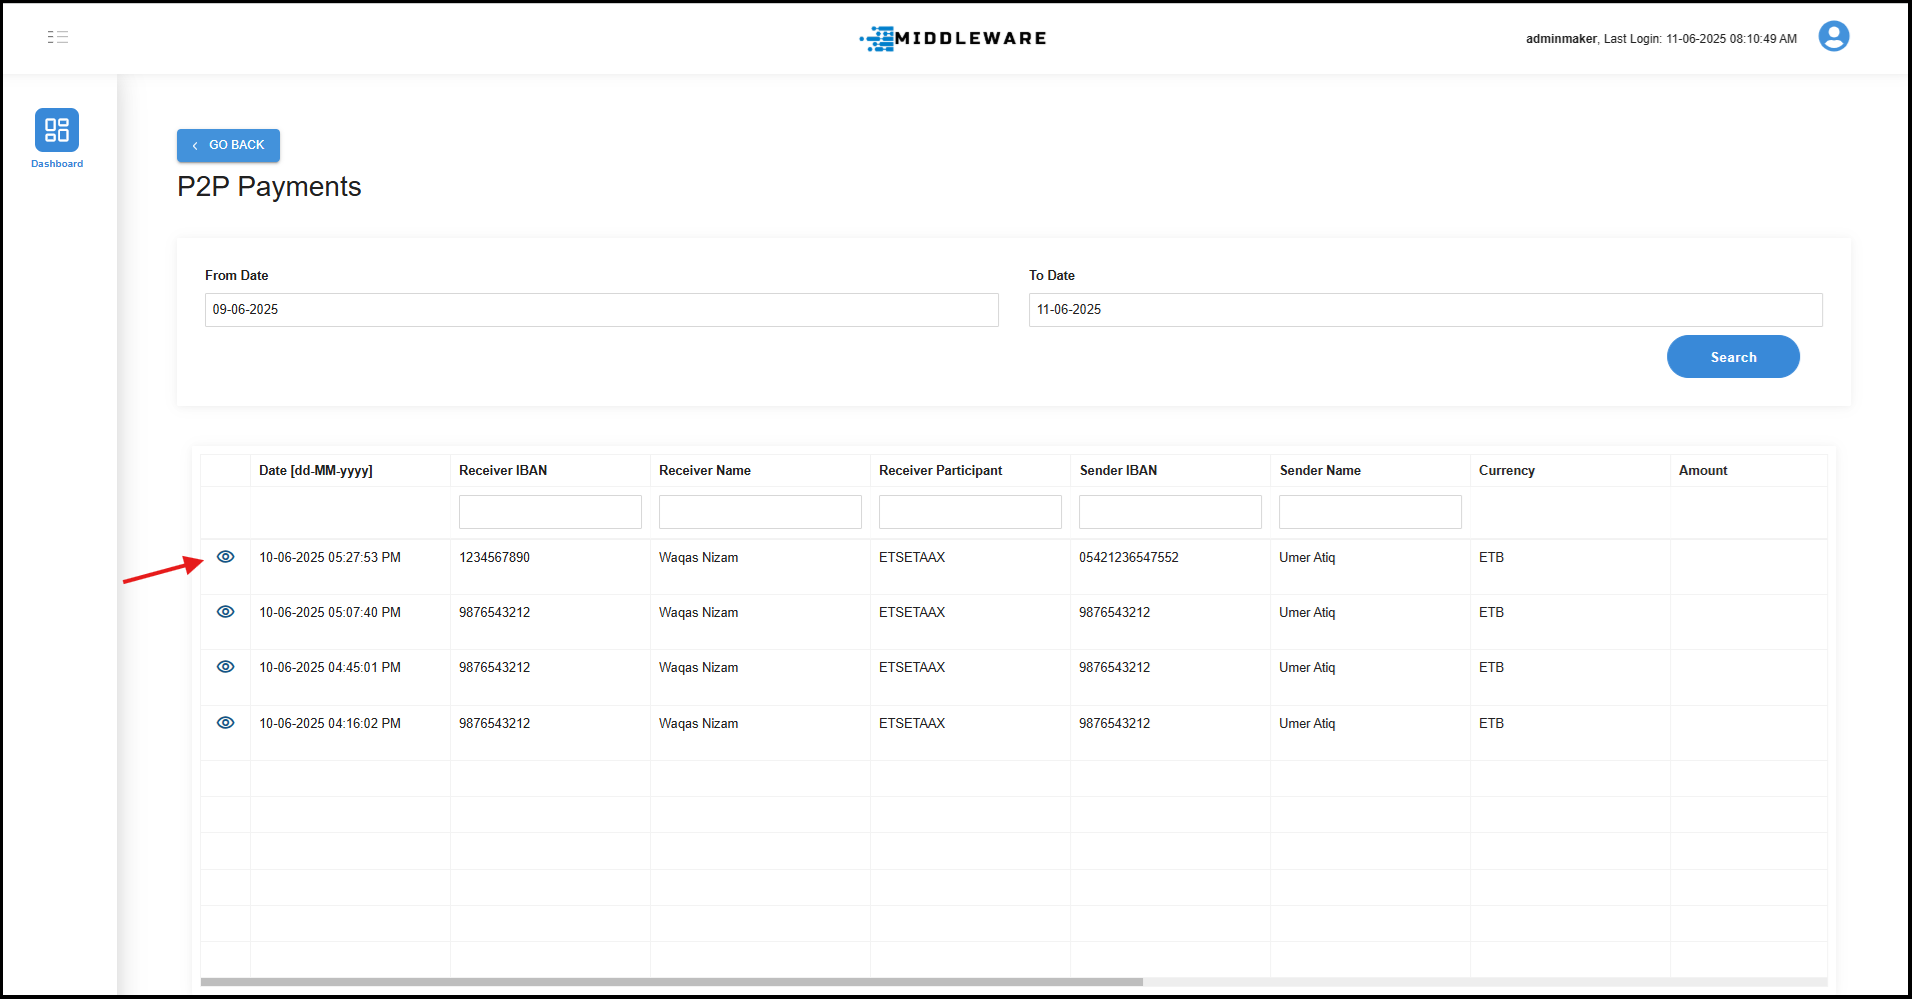 MIDDLEWARE
adminmaker, Last Login: 11-06-2025 08:10:49 AM
Dashboard
GO BACK
P2P Payments
From Date
To Date
09-06-2025
11-06-2025
Search
Date [dd-MM-yyyy] Receiver IBAN Receiver Name Receiver Participant Sender IBAN Sender Name Currency Amount
10-06-2025 05:27:53 PM 1234567890 Waqas Nizam ETSETAAX 05421236547552 Umer Atiq ETB
10-06-2025 05:07:40 PM 9876543212 Waqas Nizam ETSETAAX 9876543212 Umer Atiq ETB
10-06-2025 04:45:01 PM 9876543212 Waqas Nizam ETSETAAX 9876543212 Umer Atiq ETB
10-06-2025 04:16:02 PM 9876543212 Waqas Nizam ETSETAAX 9876543212 Umer Atiq ETB